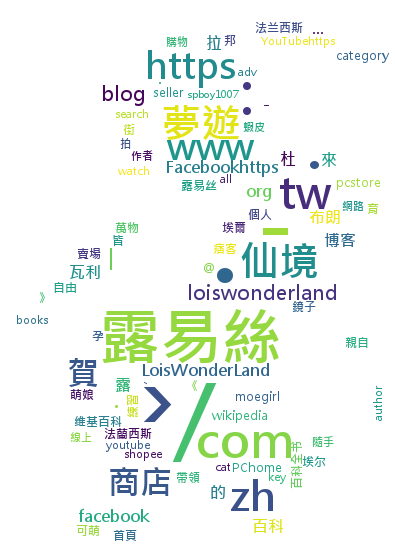 法兰西斯 ...
購物 拉 邦 YouTubehttps
https category
adv
blog seller spboy1007 :
search 夢遊 蝦皮
街
拍 作者 www 杜 來
watch Facebookhttps
露易丝 all org tw pcstore
個人 布朗 網路 育
萬物 埃爾
皆 _ 博客
賣場 | 痞客 仙境
瓦利 @ .
自由 loiswonderland
》 鏡子
books 露易絲
孕 親自
賀 LoisWonderLand
露 《 moegirl
萌娘 > / author
維基百科 wikipedia
線上 法蘭西斯 com 隨手
youtube 百科全书
shopee cat PChome 埃尔
商店 帶領 key
的 zh
facebook 百科
可萌 首頁